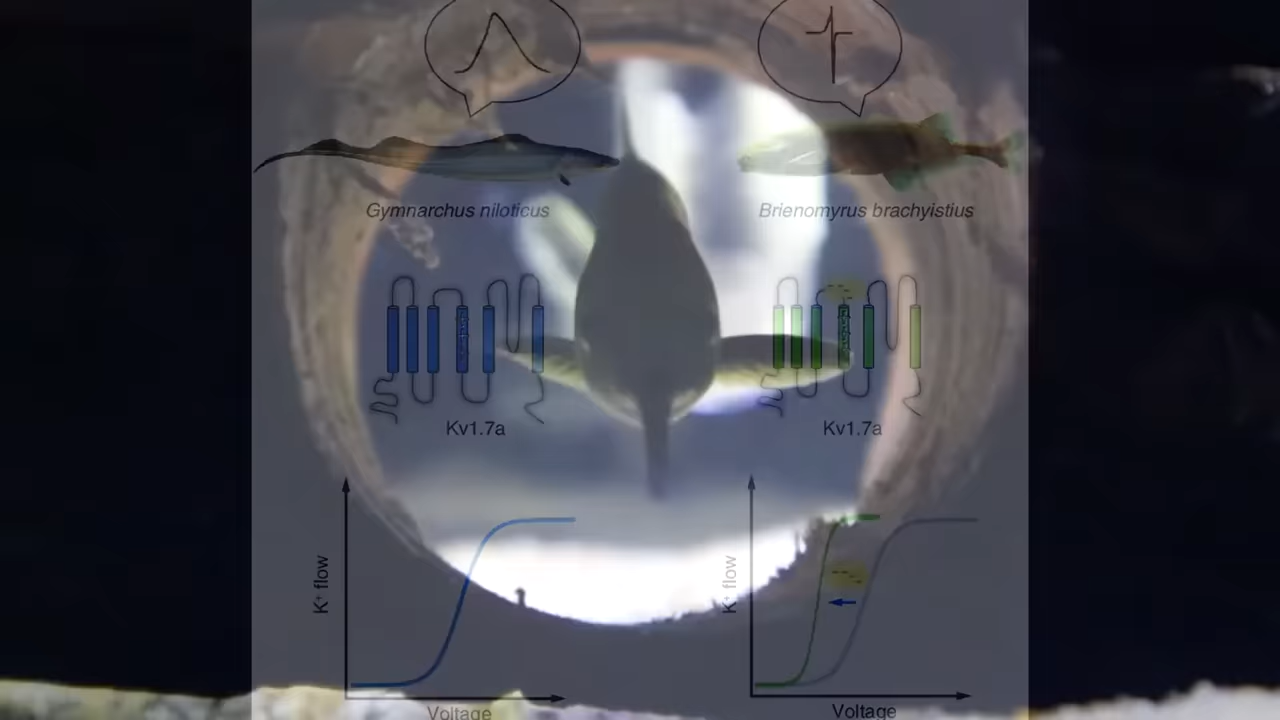 Gymnarchus niloticus
Brienomyrus brachyistius
Kv1.7a
Kv1.7a
K⁺ flow
Voltage
K⁺ flow
Voltage